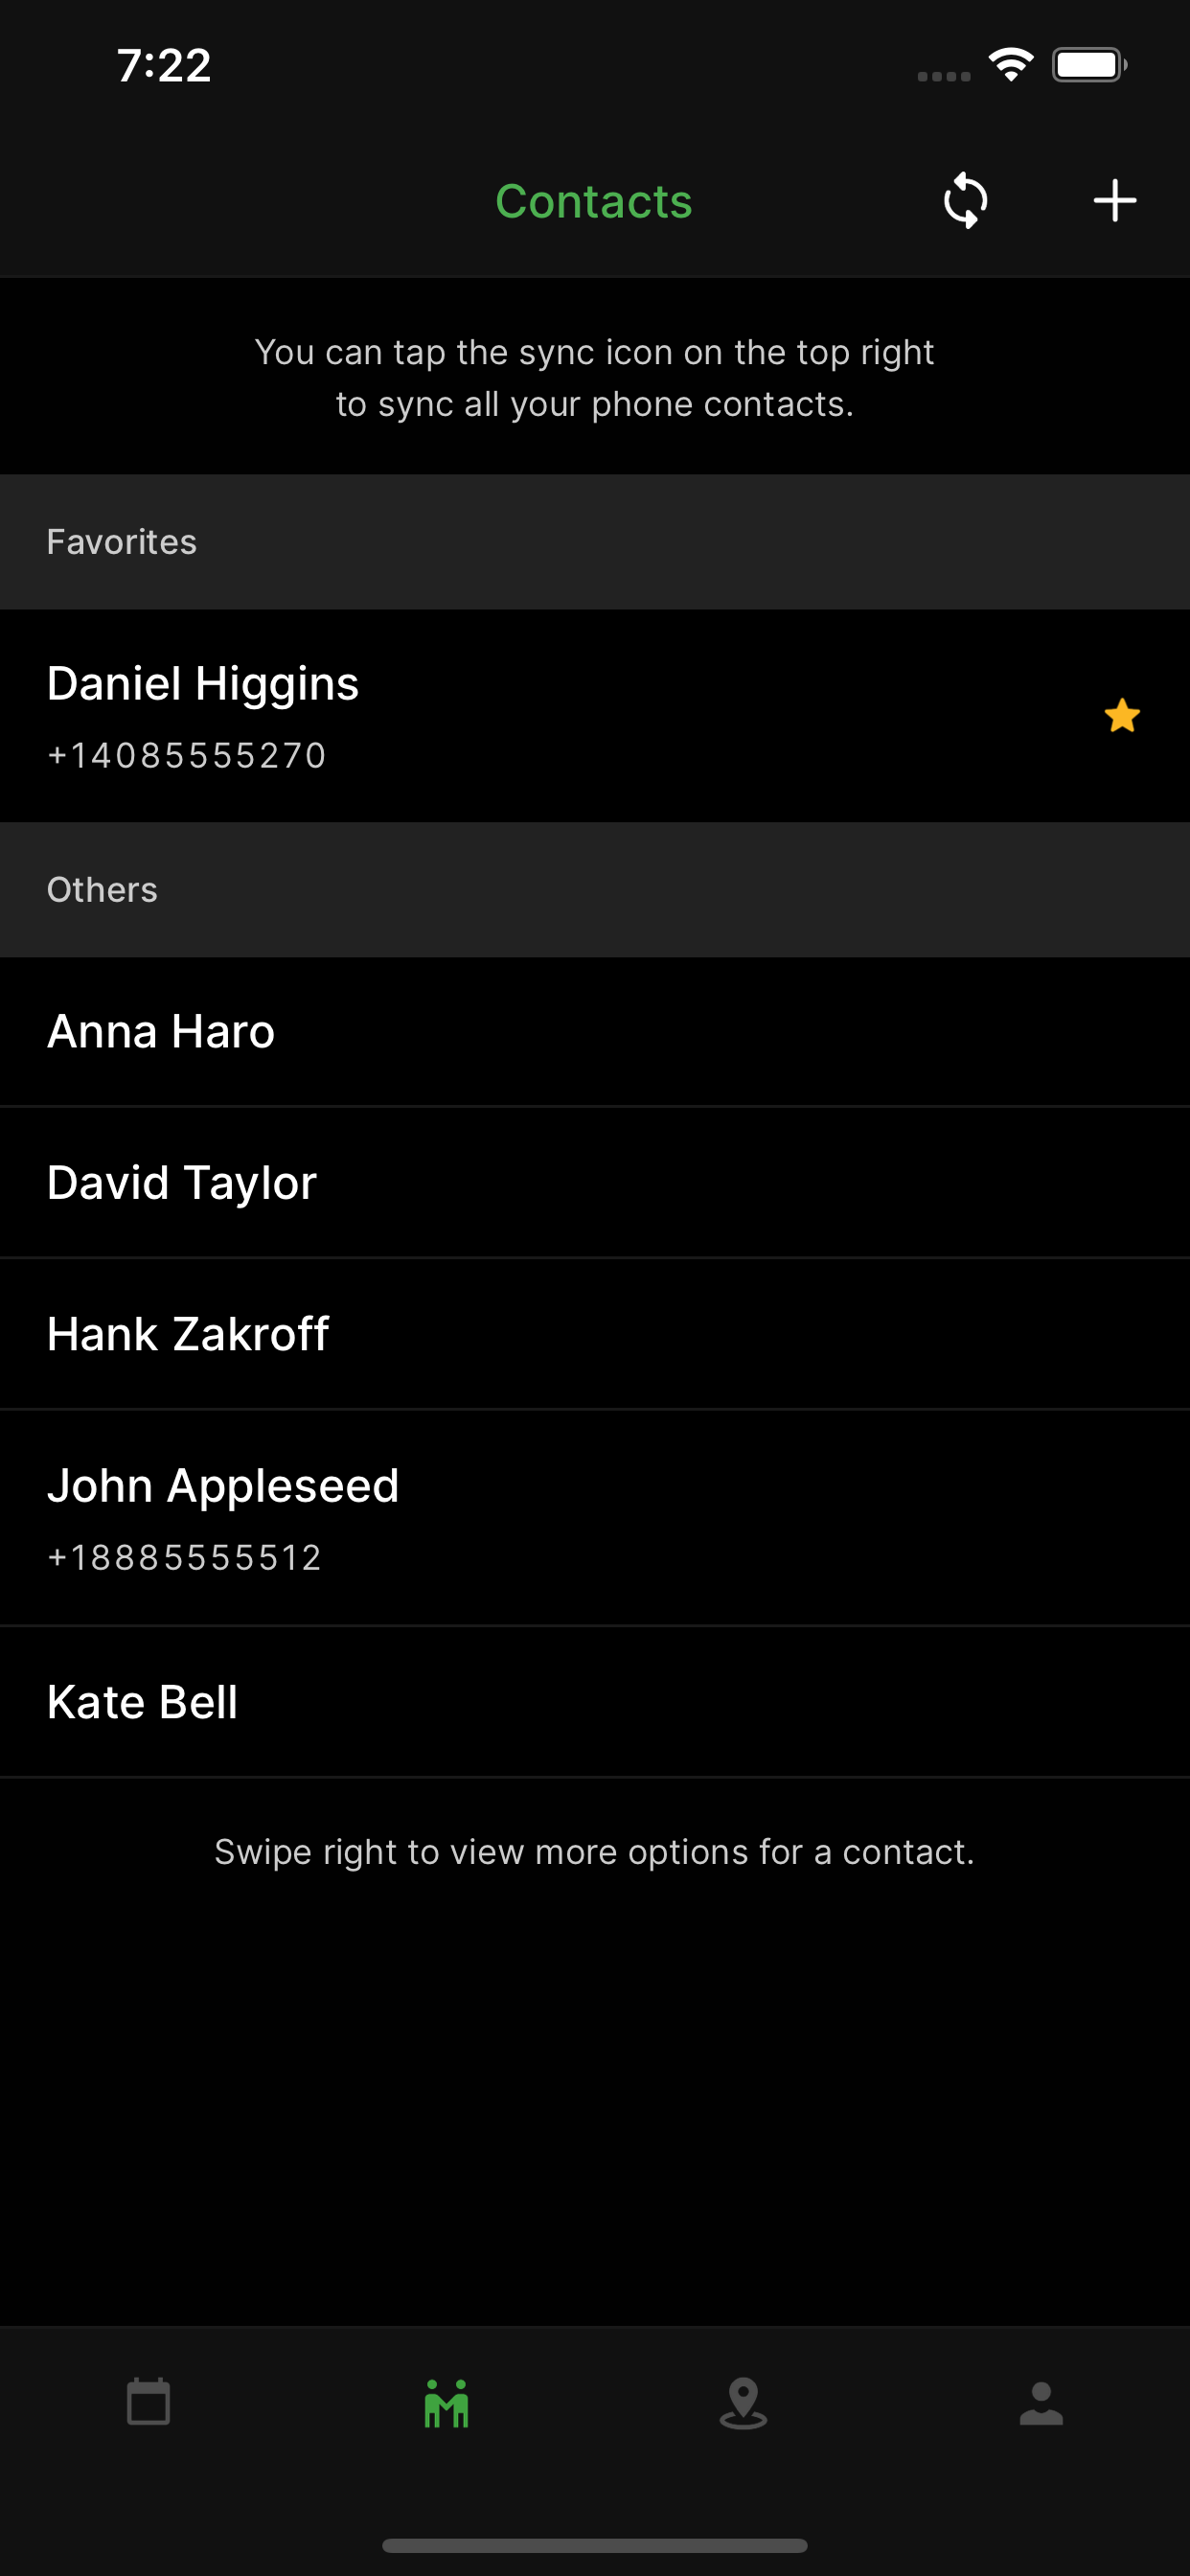 7:22
Contacts
You can tap the sync icon on the top right
to sync all your phone contacts.
Favorites
Daniel Higgins
+14085555270
Others
Anna Haro
David Taylor
Hank Zakroff
John Appleseed
+18885555512
Kate Bell
Swipe right to view more options for a contact.